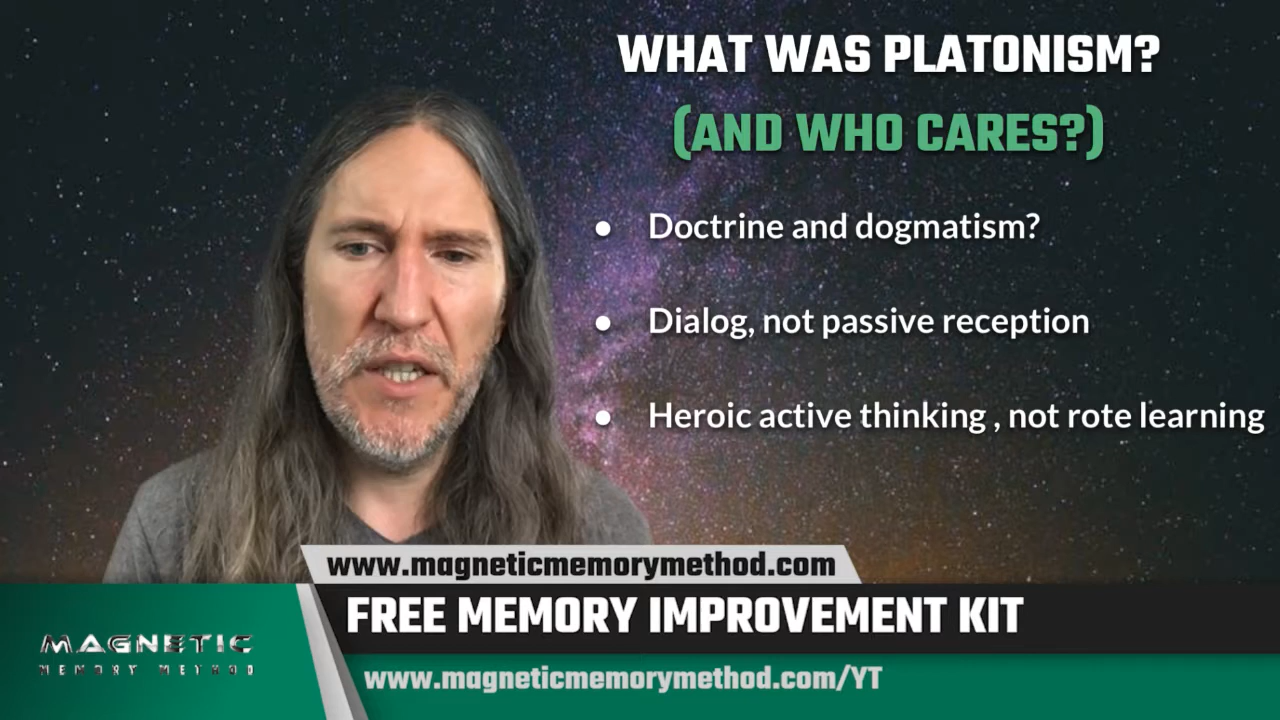 WHAT WAS PLATONISM?
(AND WHO CARES?)
• Doctrine and dogmatism?
• Dialog, not passive reception
• Heroic active thinking , not rote learning
www.magneticmemorymethod.com
FREE MEMORY IMPROVEMENT KIT
MAGNETIC
MEMORY METHOD
www.magneticmemorymethod.com/YT